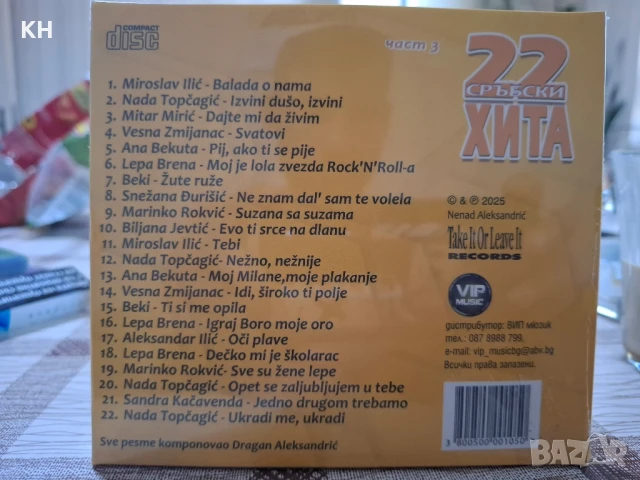 KH
COMPACT
disc
част 3
22
СРЪБСКИ
ХИТА
1. Miroslav Ilić - Balada o nama
2. Nada Topčagić - Izvini dušo, izvini
3. Mitar Mirić - Dajte mi da živim
4. Vesna Zmijanac - Svatovi
5. Ana Bekuta - Pij, ako ti se pije
6. Lepa Brena - Moj je lola zvezda Rock'N'Roll-a
7. Beki - Žute ruže
8. Snežana Đurišić - Ne znam dal' sam te volela
9. Marinko Rokvić - Suzana sa suzama
10. Biljana Jevtić - Evo ti srce na dlanu
11. Miroslav Ilić - Tebi
12. Nada Topčagić- Nežno, nežnije
13. Ana Bekuta - Moj Milane,moje plakanje
14. Vesna Zmijanac - Idi, široko ti polje
15. Beki - Ti si me opila
16. Lepa Brena - Igraj Boro moje oro
17. Aleksandar Ilić - Oči plave
18. Lepa Brena - Dečko mi je školarac
19. Marinko Rokvić - Sve su žene lepe
20. Nada Topčagić - Opet se zaljubljujem u tebe
21. Sandra Kačavenda - Jedno drugom trebamo
22. Nada Topčagić - Ukradi me, ukradi
Sve pesme komponovao Dragan Aleksandrić
© & ℗ 2025
Nenad Aleksandrić
Take It Or Leave It
RECORDS
VIP
MUSIC
дистрибутор: ВИП мюзик
тел.: 087 8988 799,
e-mail: vip_musicbg@abv.bg
Всички права запазени.
3 800500 001050
BAZAR
.bg